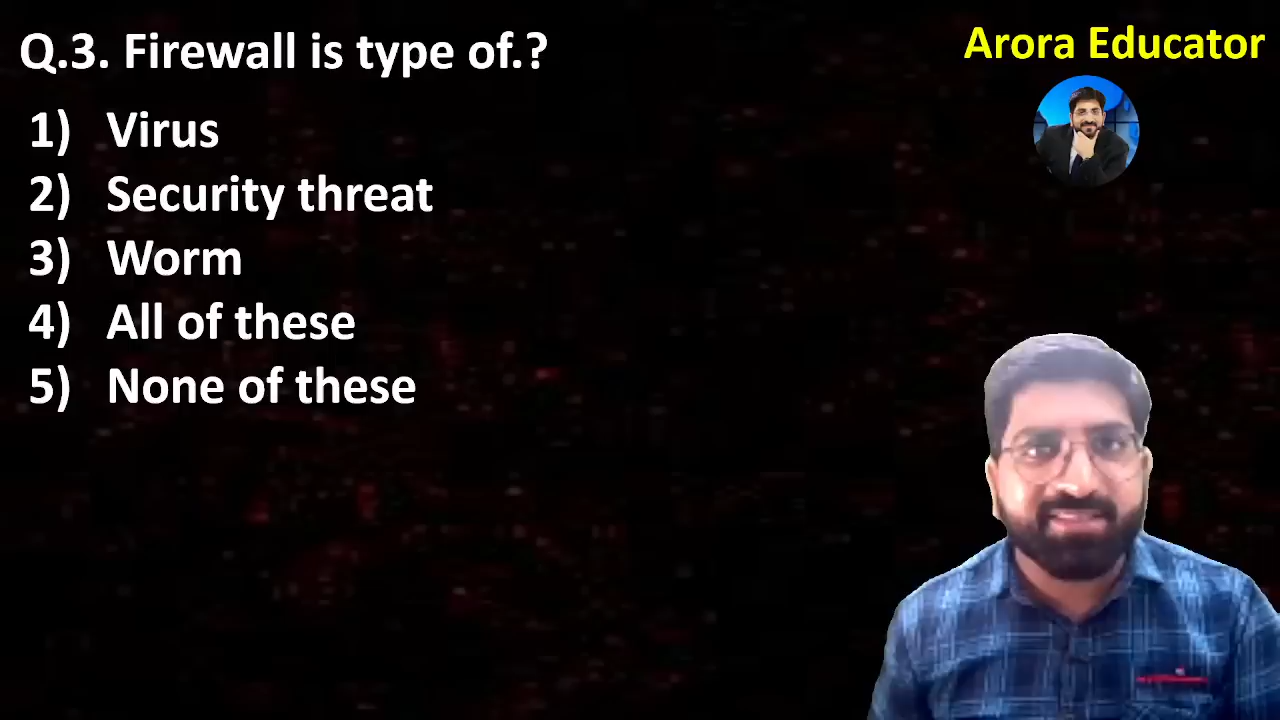 Q.3. Firewall is type of.?
Arora Educator
1) Virus
2) Security threat
3) Worm
4) All of these
5) None of these